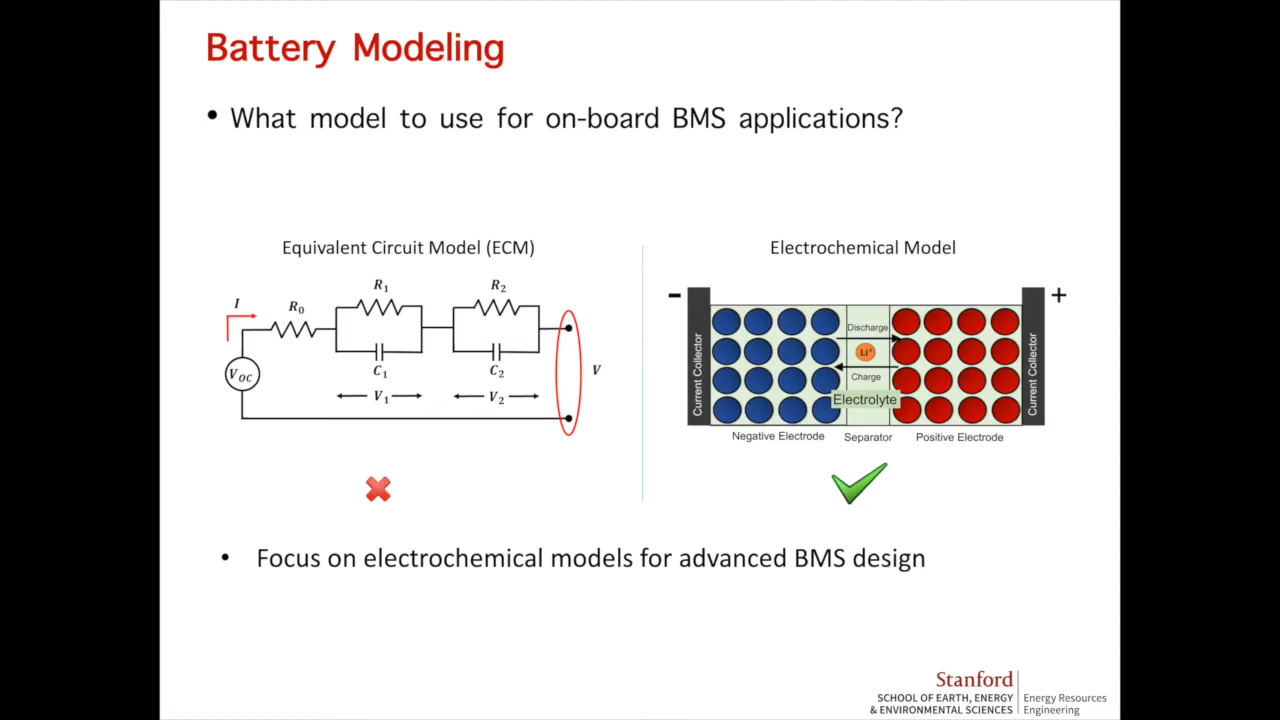 Battery Modeling
• What model to use for on-board BMS applications?
Equivalent Circuit Model (ECM)
I
R0
R1
C1
V1
R2
C2
V2
VOC
V
Electrochemical Model
-
+
Current Collector
Discharge
Li+
Charge
Electrolyte
Current Collector
Negative Electrode
Separator
Positive Electrode
• Focus on electrochemical models for advanced BMS design
Stanford
SCHOOL OF EARTH, ENERGY
& ENVIRONMENTAL SCIENCES
Energy Resources
Engineering